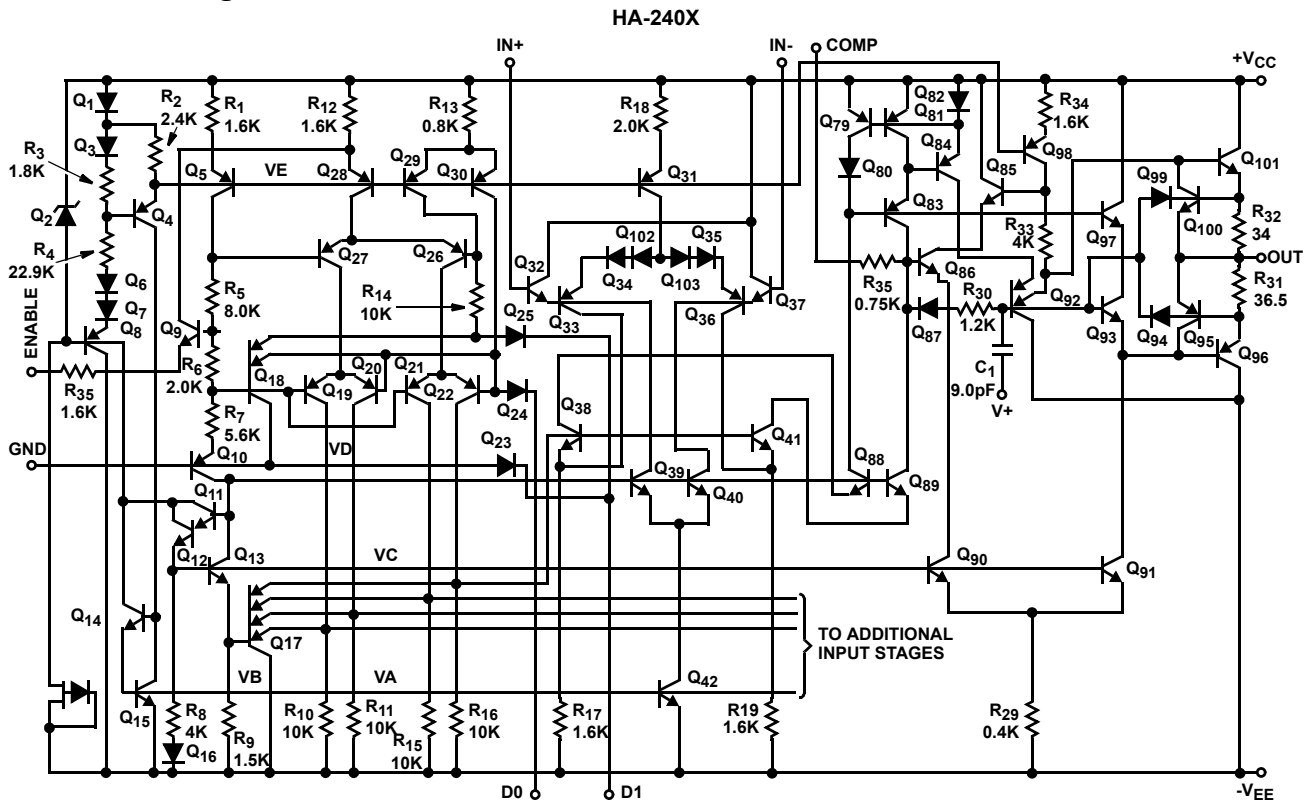 HA-240X
IN+
IN-
COMP
+VCC
Q1
R2
2.4K
R1
1.6K
R12
1.6K
R13
0.8K
R18
2.0K
Q82
R34
1.6K
Q79
Q81
Q3
R3
1.8K
Q5
VE
Q28
Q29
Q30
Q31
Q80
Q84
Q85
Q98
Q101
Q99
Q2
Q4
Q83
Q100
R32
34
R4
22.9K
Q27
Q26
Q32
Q102
Q35
R33
4K
Q97
OUT
Q6
Q34
Q103
Q37
R35
0.75K
Q86
R31
36.5
ENABLE
Q7
Q8
Q9
R5
8.0K
R14
10K
Q25
Q33
Q36
R30
1.2K
Q92
Q93
Q94
Q95
Q96
Q87
R35
1.6K
R6
2.0K
Q18
Q19
Q20
Q21
Q22
Q24
C1
9.0pF
V+
R7
5.6K
VD
Q38
Q41
GND
Q10
Q23
Q39
Q40
Q88
Q89
Q11
Q12
Q13
VC
Q90
Q91
Q14
Q17
TO ADDITIONAL
INPUT STAGES
VB
VA
Q42
Q15
R8
4K
R9
1.5K
R10
10K
R11
10K
R15
10K
R16
10K
R17
1.6K
R19
1.6K
R29
0.4K
Q16
D0
D1
-VEE